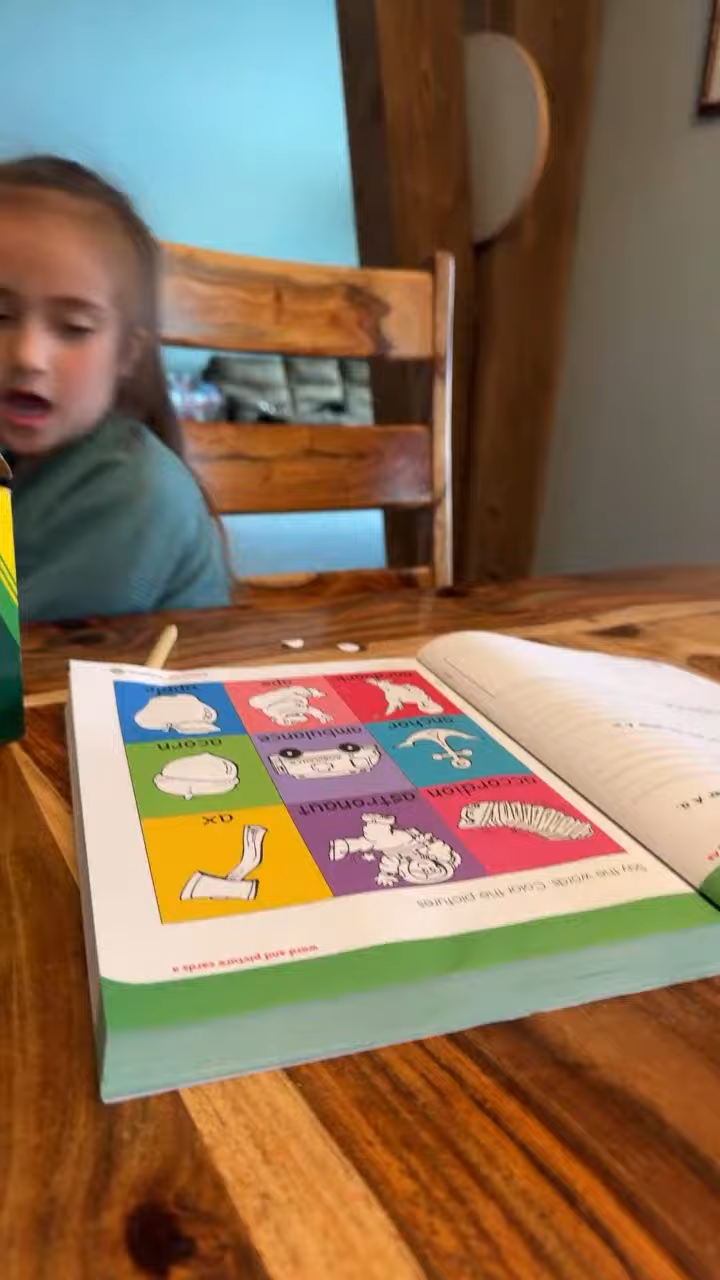 word and picture cards a
Say the words. Color the pictures.
accordion astronaut ax
anchor ambulance acorn
ape apple